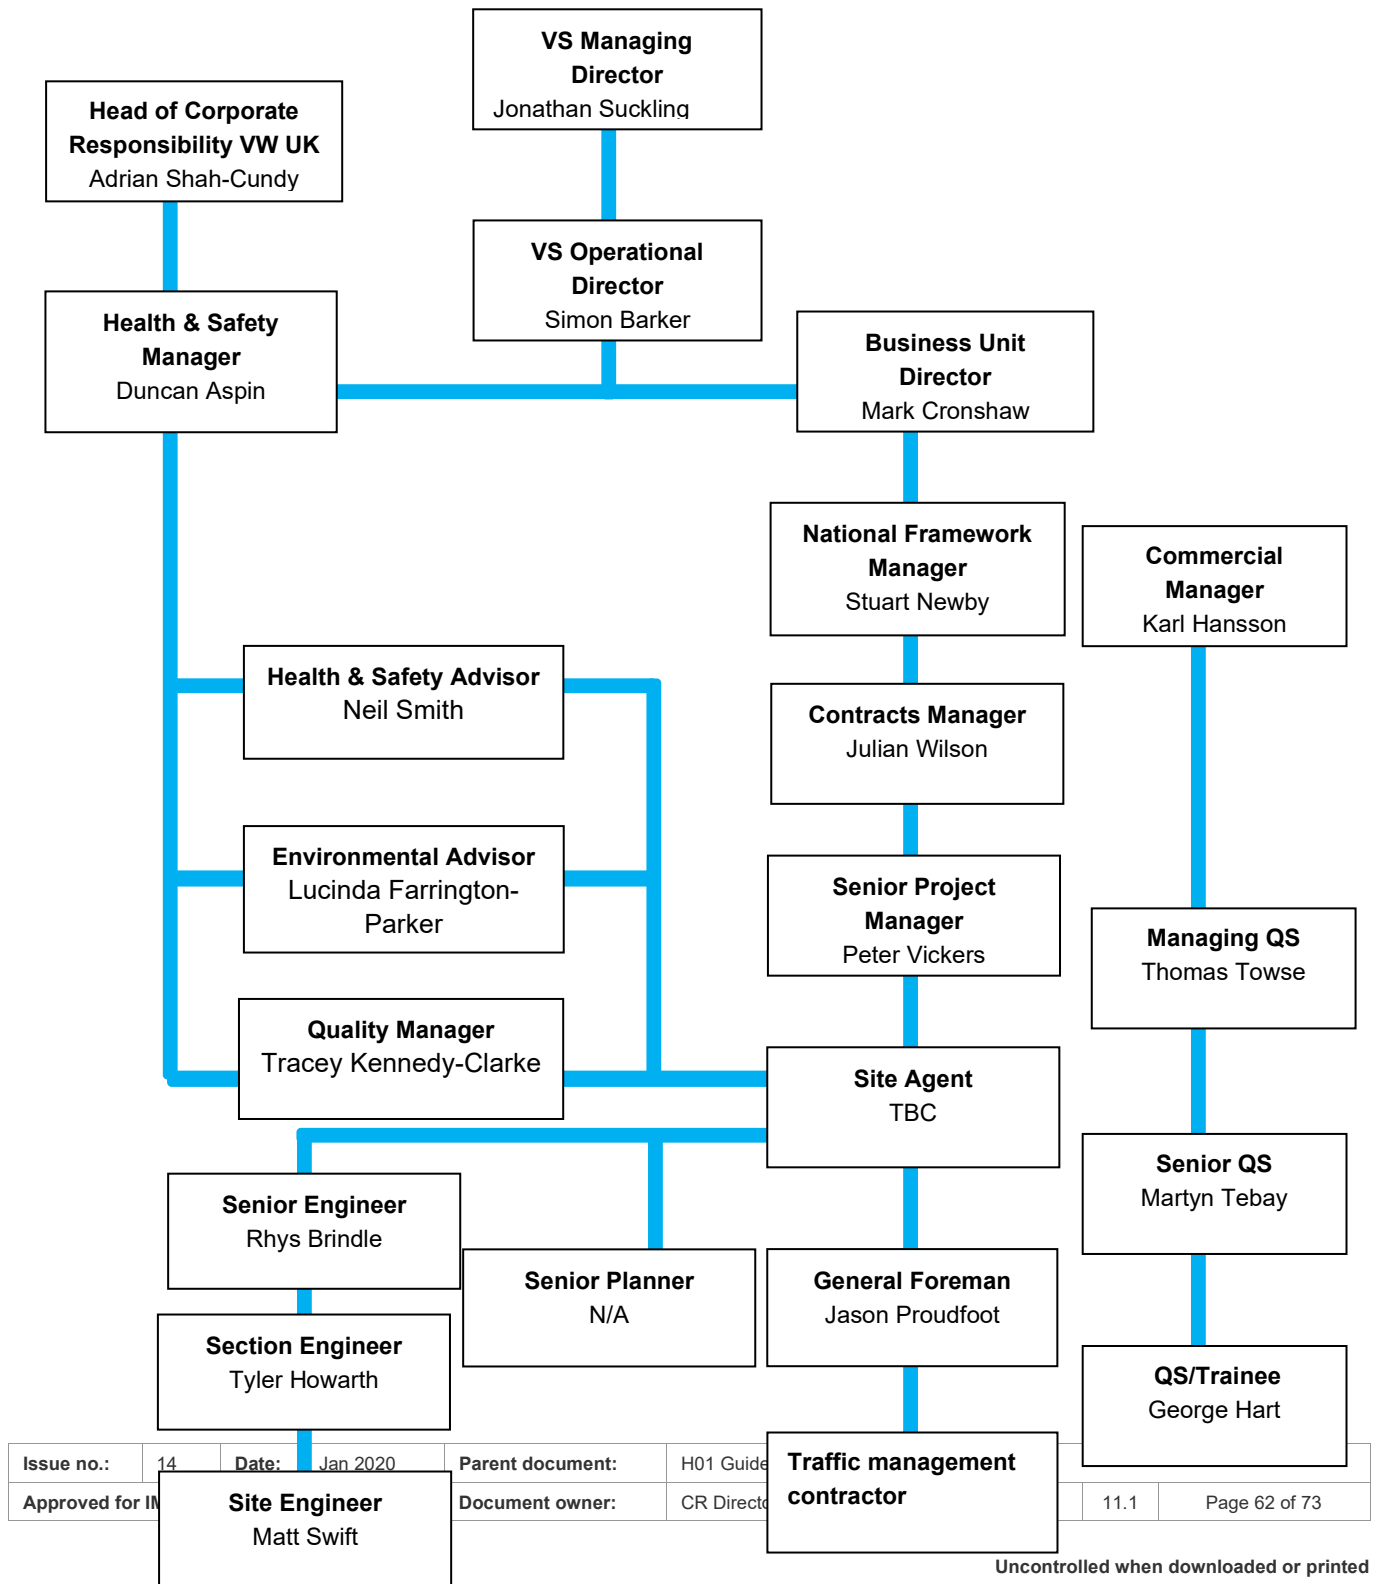 VS Managing
Director
Jonathan Suckling
Head of Corporate
Responsibility VW UK
Adrian Shah-Cundy
VS Operational
Director
Simon Barker
Health & Safety
Manager
Duncan Aspin
Business Unit
Director
Mark Cronshaw
National Framework
Manager
Stuart Newby
Commercial
Manager
Karl Hansson
Health & Safety Advisor
Neil Smith
Contracts Manager
Julian Wilson
Environmental Advisor
Lucinda Farrington-
Parker
Senior Project
Manager
Peter Vickers
Managing QS
Thomas Towse
Quality Manager
Tracey Kennedy-Clarke
Site Agent
TBC
Senior QS
Martyn Tebay
Senior Engineer
Rhys Brindle
Senior Planner
N/A
General Foreman
Jason Proudfoot
Section Engineer
Tyler Howarth
QS/Trainee
George Hart
Traffic management
contractor
Issue no.: 14 Date: Jan 2020 Parent document: H01 Guide
Approved for Document owner: CR 11.1 Page 62 of 73
Site Engineer
Matt Swift
Uncontrolled when downloaded or printed